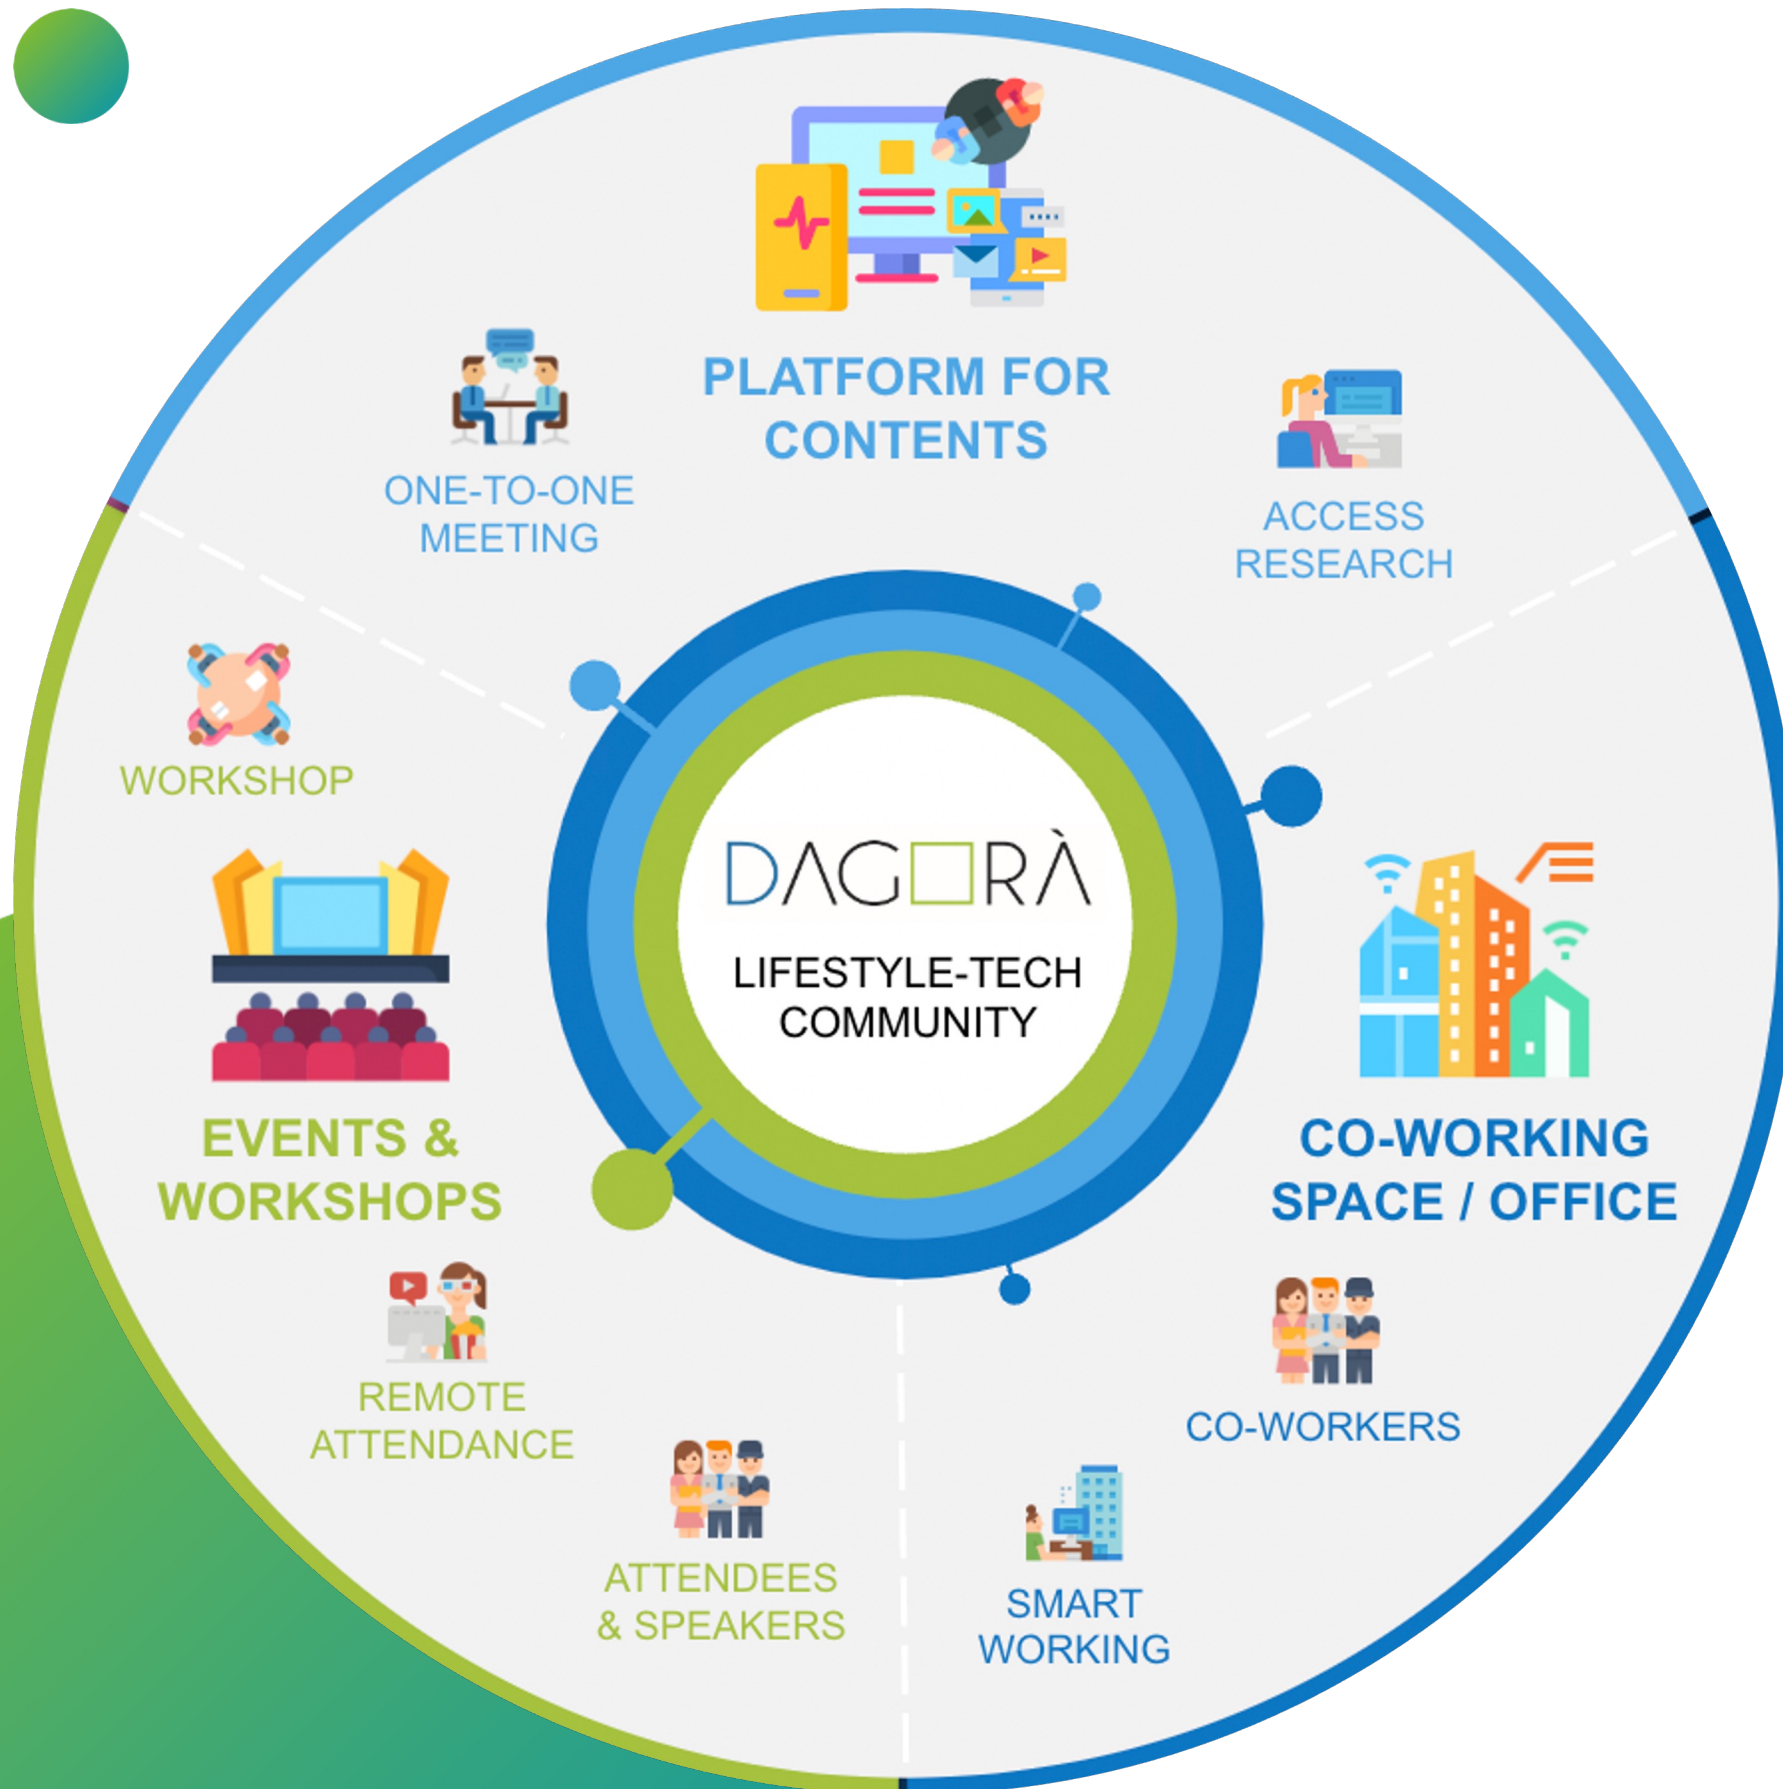 PLATFORM FOR
CONTENTS
ONE-TO-ONE
MEETING
ACCESS
RESEARCH
WORKSHOP
EVENTS &
WORKSHOPS
REMOTE
ATTENDANCE
ATTENDEES
& SPEAKERS
DAGORÀ
LIFESTYLE-TECH
COMMUNITY
CO-WORKING
SPACE / OFFICE
CO-WORKERS
SMART
WORKING